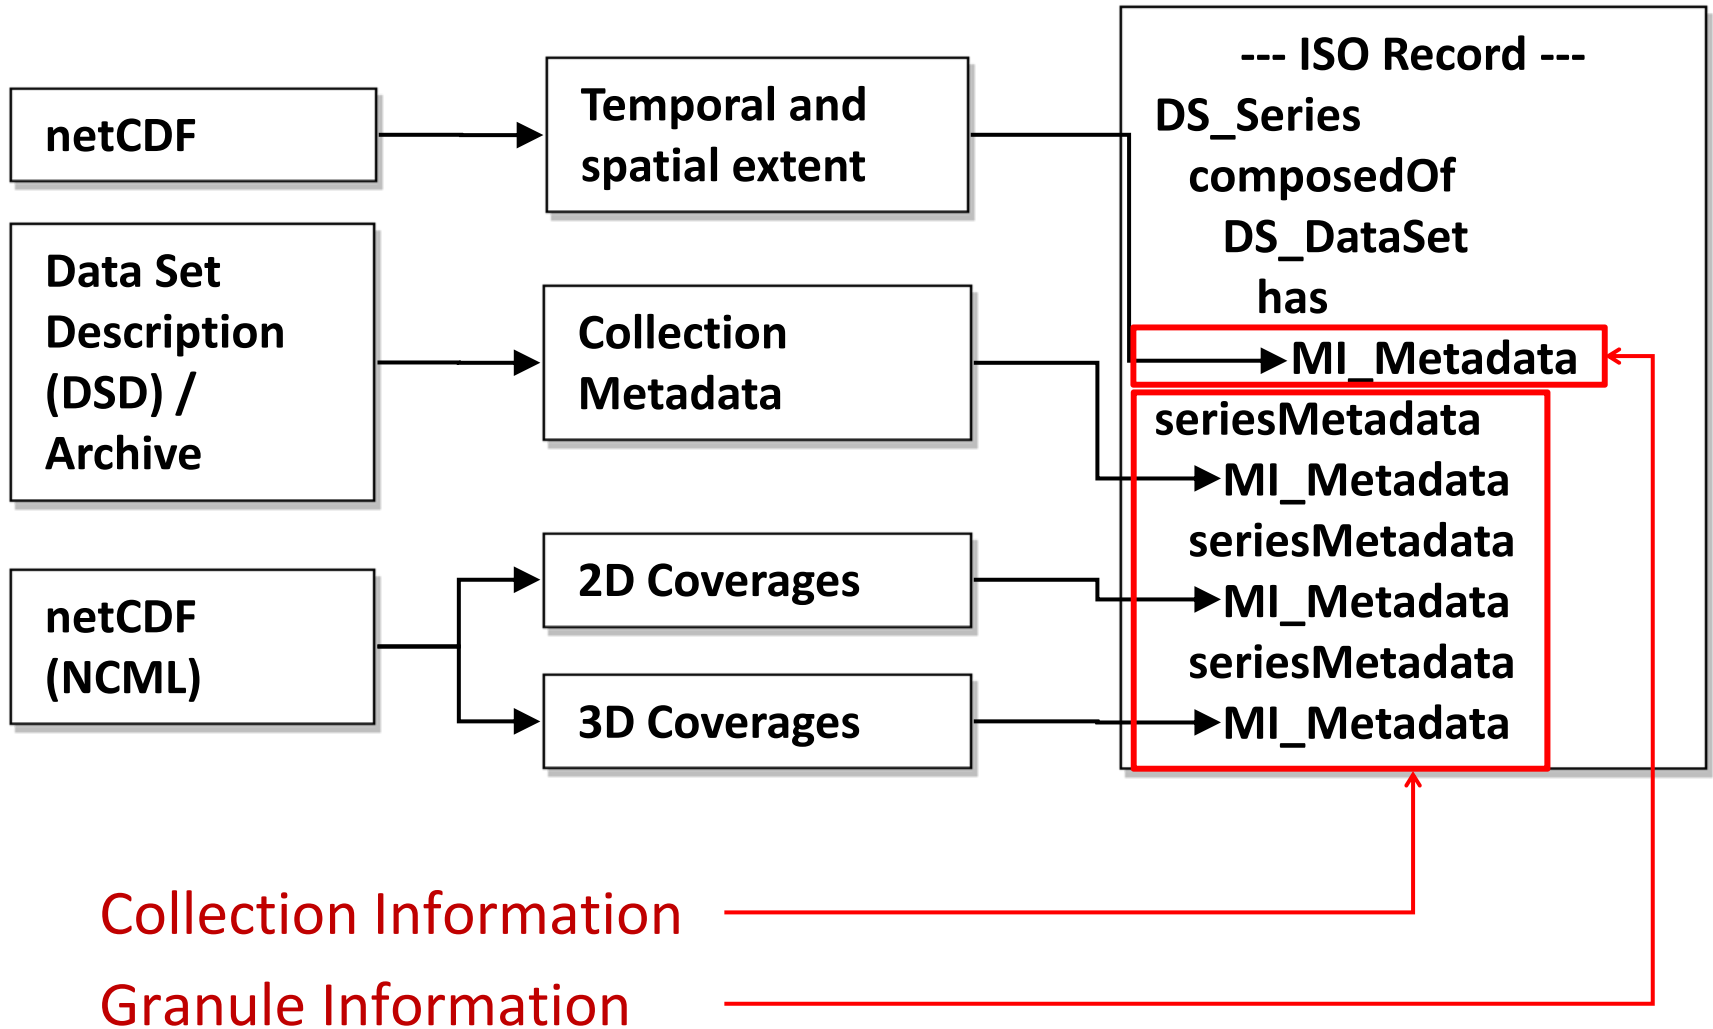 netCDF
Temporal and
spatial extent
Data Set
Description
(DSD) /
Archive
Collection
Metadata
netCDF
(NCML)
2D Coverages
3D Coverages
--- ISO Record ---
DS_Series
composedOf
DS_DataSet
has
MI_Metadata
seriesMetadata
MI_Metadata
seriesMetadata
MI_Metadata
seriesMetadata
MI_Metadata
Collection Information
Granule Information